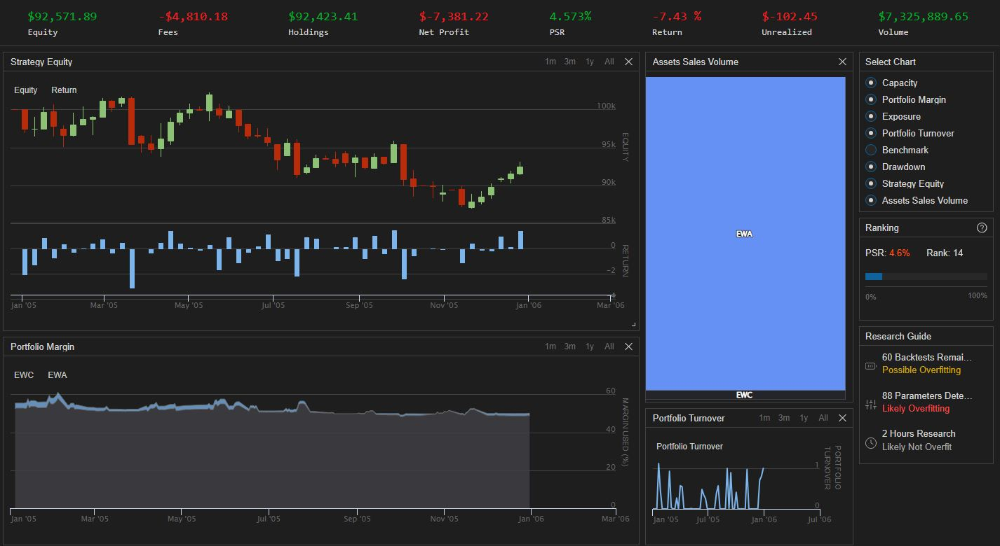 $92,571.89 -$4,810.18 $92,423.41 $-7,381.22 4.573% -7.43 % $-102.45 $7,325,889.65
Equity Fees Holdings Net Profit PSR Return Unrealized Volume
Strategy Equity 1m 3m 1y All
Equity Return
100k
95k
90k
85k
EQUITY
0
-2
-4
RETURN
Jan '05 Mar '05 May '05 Jul '05 Sep '05 Nov '05 Jan '06 Mar '06
Portfolio Margin 1m 3m 1y All
EWC EWA
60
40
20
0
MARGIN USED (%)
Jan '05 Mar '05 May '05 Jul '05 Sep '05 Nov '05 Jan '06 Mar '06
Assets Sales Volume
EWA
EWC
Portfolio Turnover 1m 3m 1y All
Portfolio Turnover
1
0
PORTFOLIO
TURNOVER
Jan '05 Jul '05 Jan '06 Jul '06
Select Chart
Capacity
Portfolio Margin
Exposure
Portfolio Turnover
Benchmark
Drawdown
Strategy Equity
Assets Sales Volume
Ranking ?
PSR: 4.6% Rank: 14
0% 100%
Research Guide
60 Backtests Remai...
Possible Overfitting
88 Parameters Dete...
Likely Overfitting
2 Hours Research
Likely Not Overfit